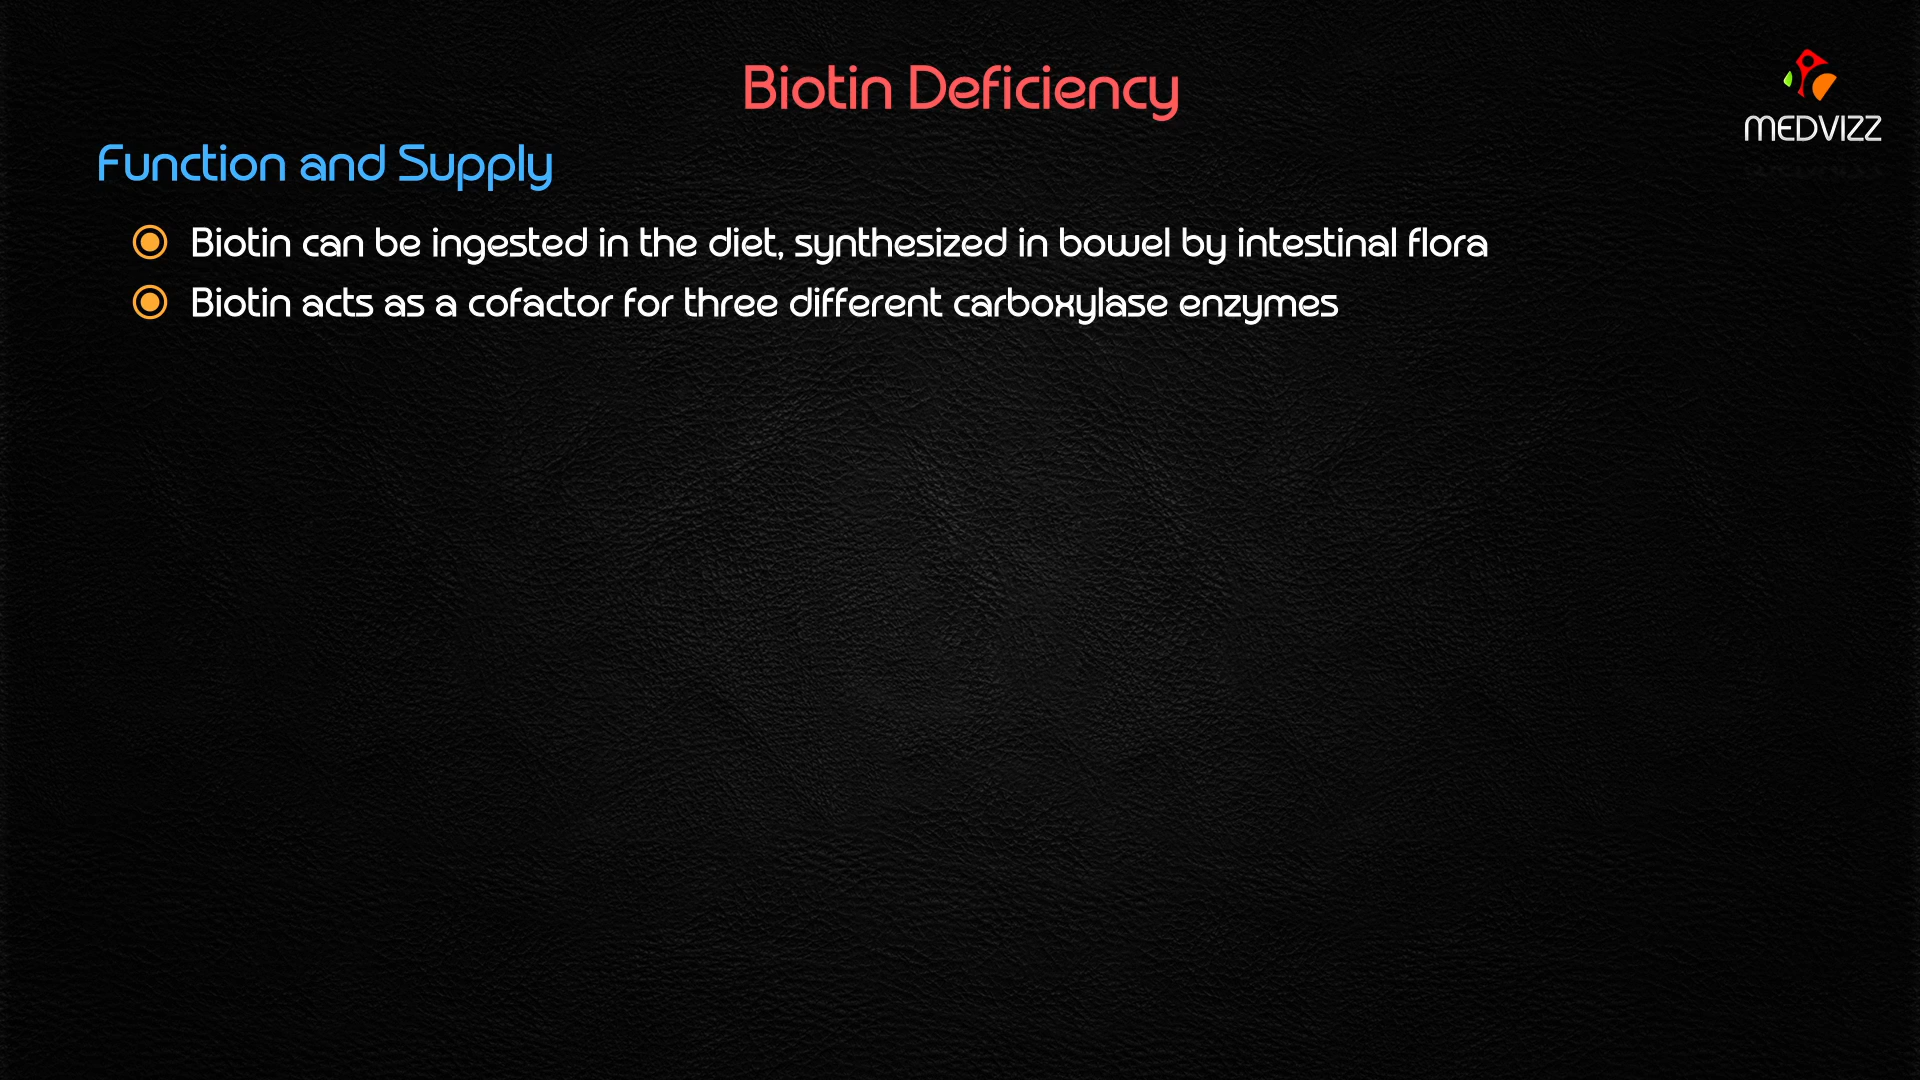 Biotin Deficiency
MEDVIZZ
Function and Supply
Biotin can be ingested in the diet, synthesized in bowel by intestinal flora
Biotin acts as a cofactor for three different carboxylase enzymes